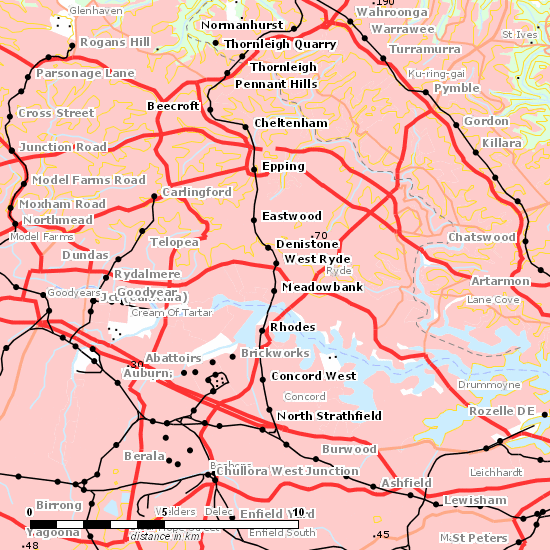 .190
Glenhaven
Wahroonga
Normanhurst
Warrawee
St Ives
Rogans Hill
Thornleigh Quarry
Turramurra
Thornleigh
Parsonage Lane
Ku-ring-gai
Pennant Hills
Pymble
Beecroft
Cross Street
Cheltenham
Gordon
Killara
Junction Road
Epping
Model Farms Road
Carlingford
Noxham Road
Northmead
Eastwood
Model Farms
.70
Chatswood
Telopea
Denistone
Dundas
West Ryde
Ryde
Rydalmere
Artarmon
Meadowbank
Goodyears
Goodyear
Lane Cove
Cream Of Tartar
Rhodes
Brickworks
Abattoirs
.30
Auburn
Concord West
Drummoyne
Concord
Rozelle DE
North Strathfield
Burwood
Berala
Chullora West Junction
Leichhardt
Ashfield
Birrong
Lewisham
0
5
10
Delec
Enfield Yard
distance in km
Yagoona
Enfield South
.45
St Peters
.48